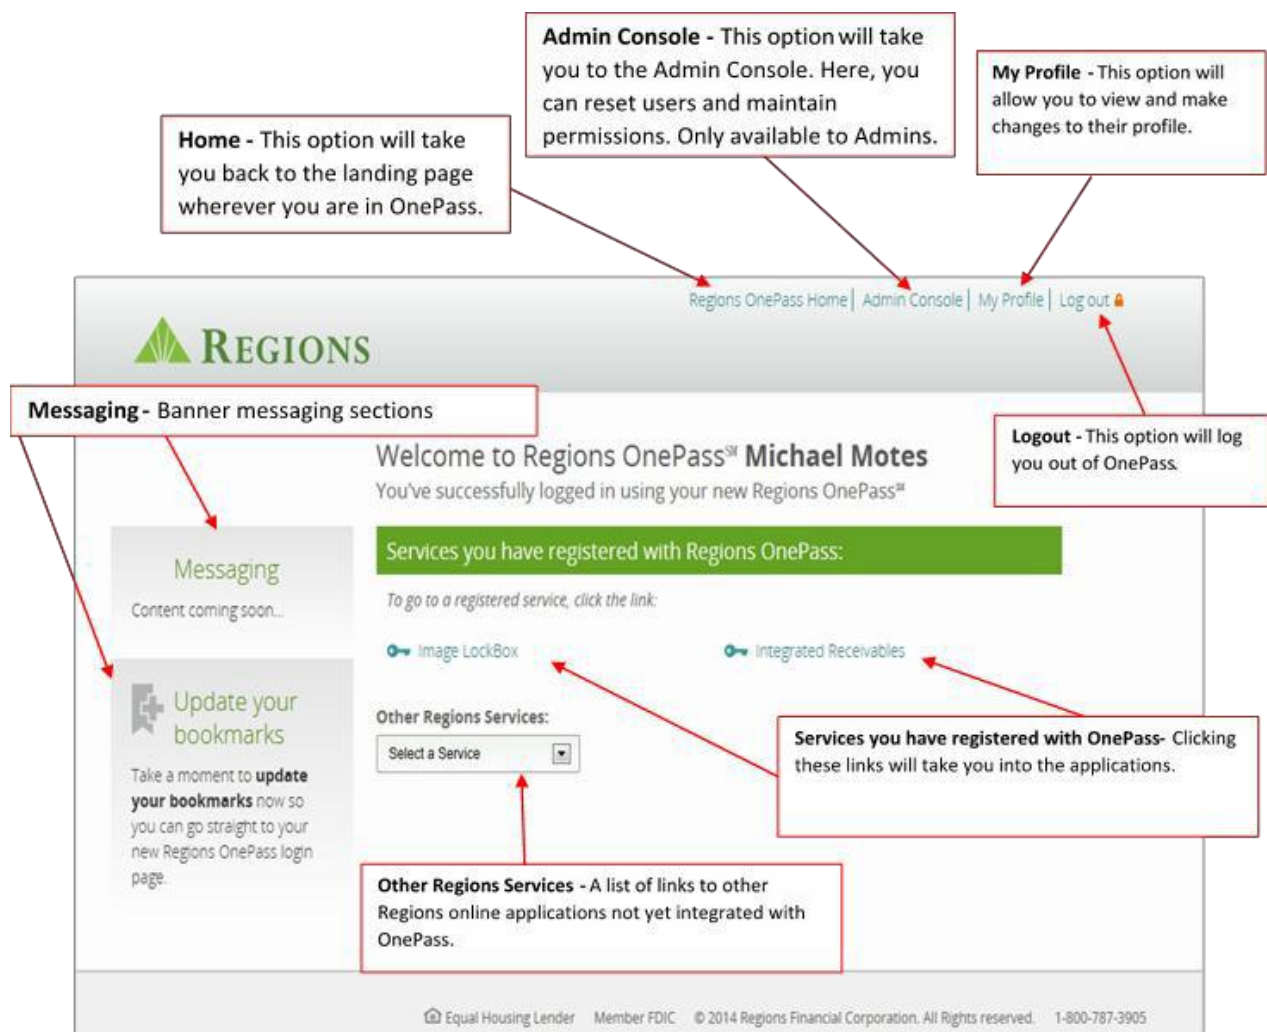 Admin Console - This option will take
you to the Admin Console. Here, you
can reset users and maintain
permissions. Only available to Admins.
My Profile - This option will
allow you to view and make
changes to their profile.
Home - This option will take
you back to the landing page
wherever you are in OnePass.
Regions OnePass Home | Admin Console | My Profile | Log out
REGIONS
Messaging - Banner messaging sections
Logout - This option will log
you out of OnePass.
Welcome to Regions OnePass℠ Michael Motes
You've successfully logged in using your new Regions OnePass℠
Services you have registered with Regions OnePass:
Messaging
Content coming soon...
To go to a registered service, click the link:
Image LockBox
Integrated Receivables
Update your
bookmarks
Take a moment to update
your bookmarks now so
you can go straight to your
new Regions OnePass login
page.
Other Regions Services:
Select a Service
Services you have registered with OnePass- Clicking
these links will take you into the applications.
Other Regions Services - A list of links to other
Regions online applications not yet integrated with
OnePass.
Equal Housing Lender Member FDIC © 2014 Regions Financial Corporation. All Rights reserved. 1-800-787-3905